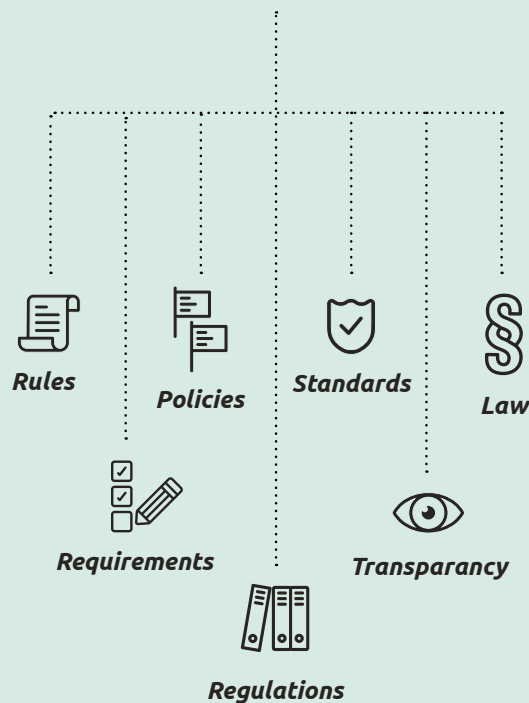 Rules
Policies
Standards
Law
Requirements
Transparancy
Regulations